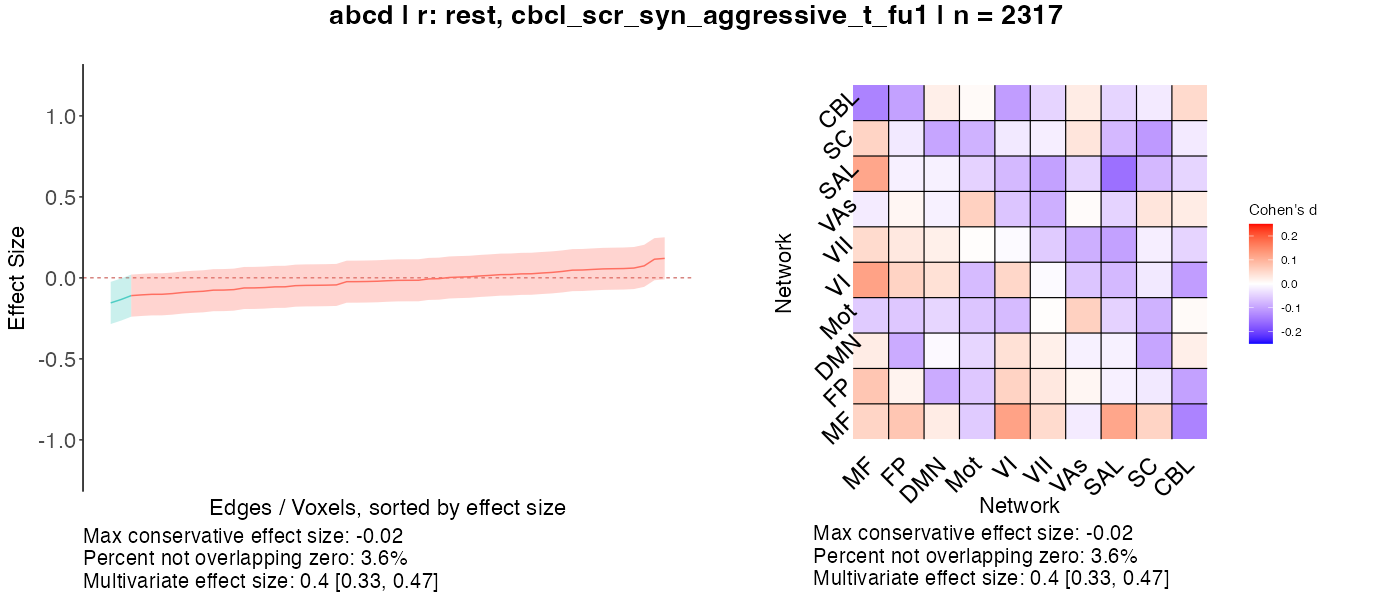 abcd | r: rest, cbcl_scr_syn_aggressive_t_fu1 | n = 2317
Effect Size
1.0
0.5
0.0
-0.5
-1.0
Edges / Voxels, sorted by effect size
Max conservative effect size: -0.02
Percent not overlapping zero: 3.6%
Multivariate effect size: 0.4 [0.33, 0.47]
Network
CBL
SC
SAL
VAs
VII
VI
Mot
DMN
FP
MF
MF FP DMN Mot VI VII VAs SAL SC CBL
Network
Max conservative effect size: -0.02
Percent not overlapping zero: 3.6%
Multivariate effect size: 0.4 [0.33, 0.47]
Cohen's d
0.2
0.1
0.0
-0.1
-0.2